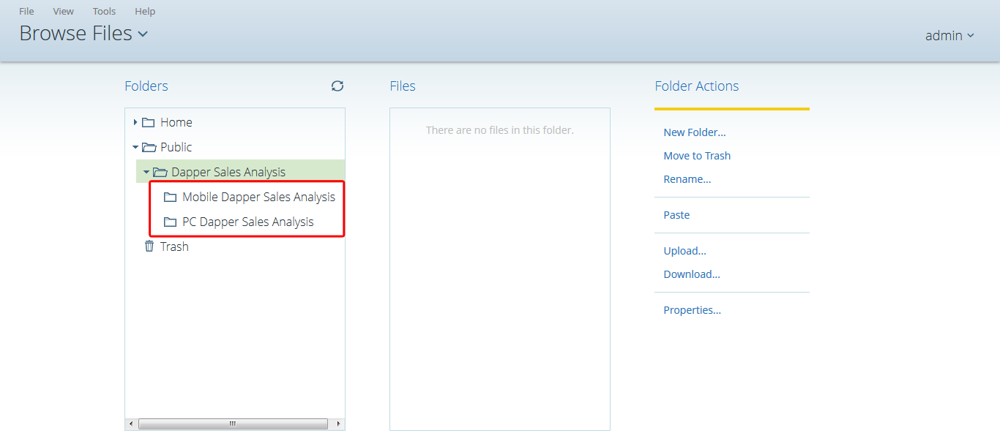 File View Tools Help
Browse Files
admin
Folders
Home
Public
Dapper Sales Analysis
Mobile Dapper Sales Analysis
PC Dapper Sales Analysis
Trash
Files
There are no files in this folder.
Folder Actions
New Folder...
Move to Trash
Rename...
Paste
Upload...
Download...
Properties...